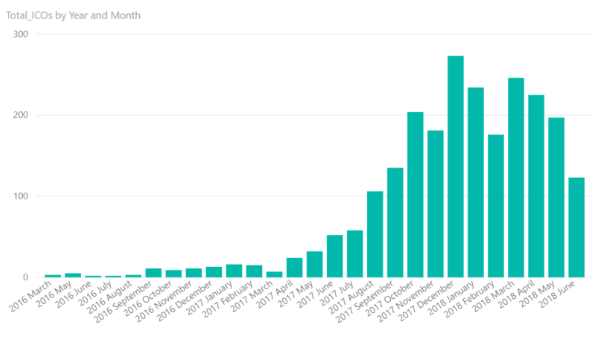 Total_ICOs by Year and Month
300
200
100
0
2016 March
2016 May
2016 June
2016 July
2016 August
2016 September
2016 October
2016 November
2016 December
2017 January
2017 February
2017 March
2017 April
2017 May
2017 June
2017 July
2017 August
2017 September
2017 October
2017 November
2017 December
2018 January
2018 February
2018 March
2018 April
2018 May
2018 June